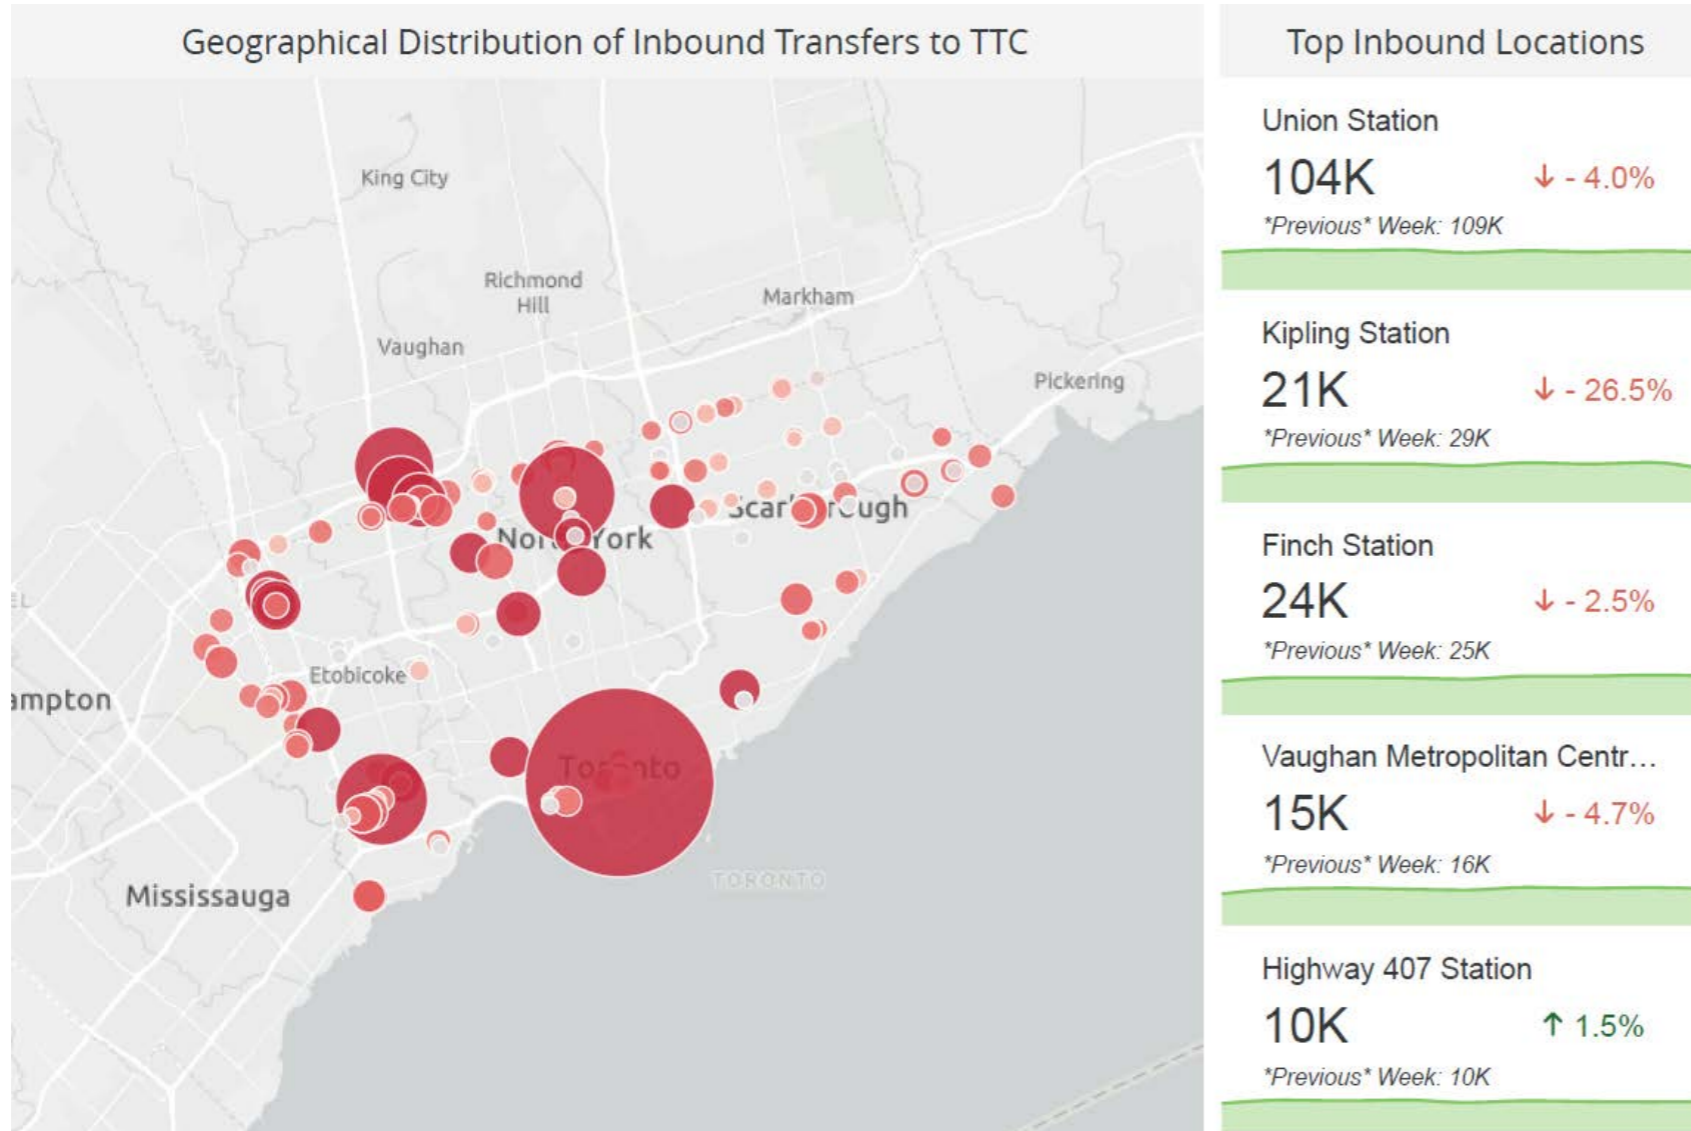 Geographical Distribution of Inbound Transfers to TTC
King City
Richmond
Hill
Markham
Vaughan
Pickering
Scarborough
North York
Etobicoke
Toronto
TORONTO
Mississauga
Top Inbound Locations
Union Station
104K
↓ - 4.0%
*Previous* Week: 109K
Kipling Station
21K
↓ - 26.5%
*Previous* Week: 29K
Finch Station
24K
↓ - 2.5%
*Previous* Week: 25K
Vaughan Metropolitan Centr...
15K
↓ - 4.7%
*Previous* Week: 16K
Highway 407 Station
10K
↑ 1.5%
*Previous* Week: 10K